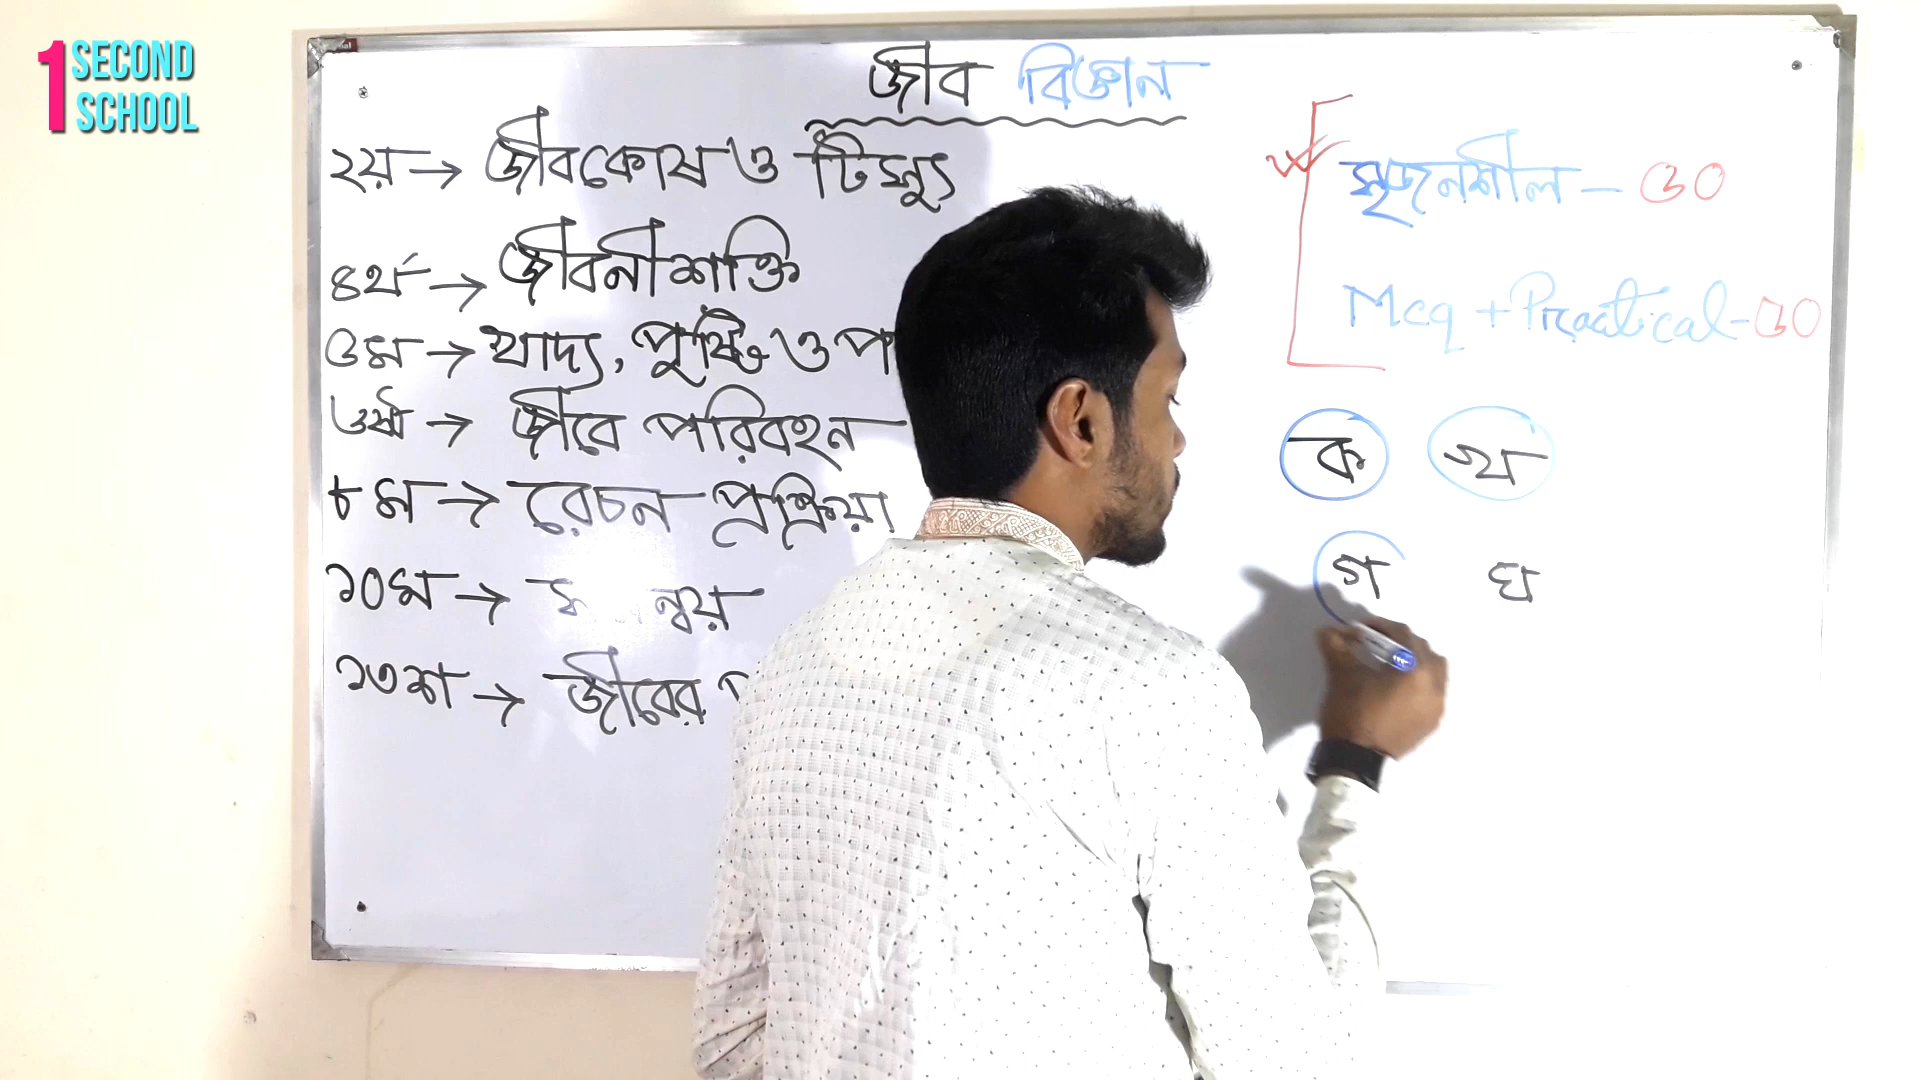 1 SECOND
SCHOOL
জীব বিজ্ঞান
২য় → জীবকোষ ও টিস্যু
৪র্থ → জীবনীশক্তি
৫ম → খাদ্য, পুষ্টি ও
৬ষ্ঠ → জীবে পরিবহন
৮ম → রেচন প্রক্রিয়া
১০ম →
১৩শ → জীবের
সৃজনশীল – ৫০
Mcq + Practical – ৫০
ক খ
গ ঘ